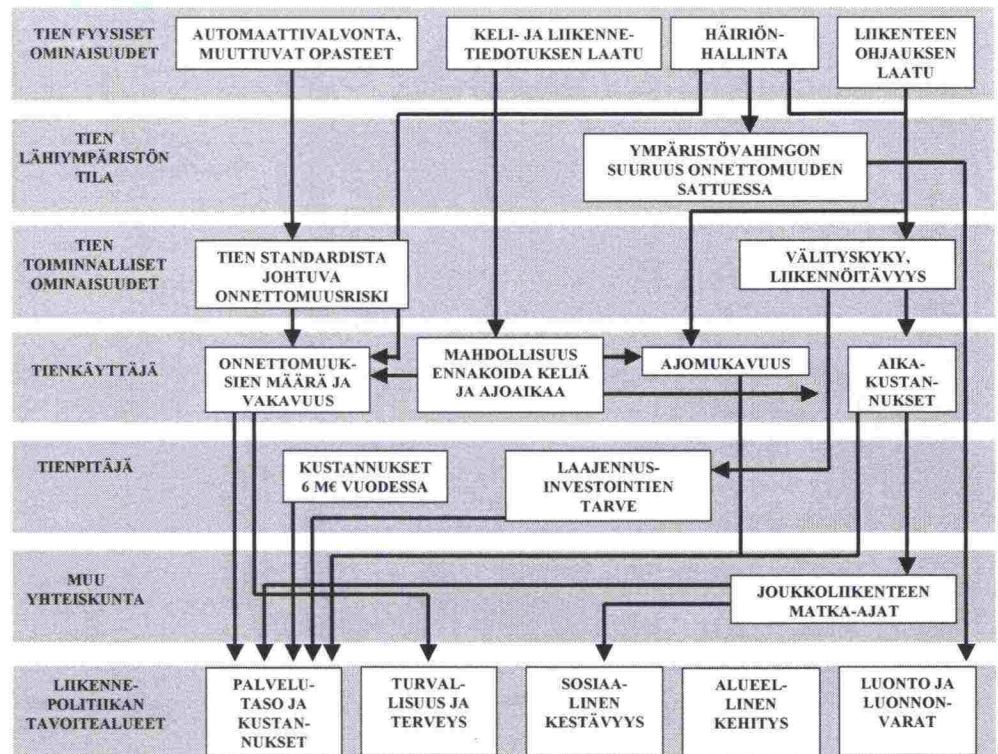 TIEN FYYSISET
OMINAISUUDET
AUTOMAATTIVALVONTA,
MUUTTUVAT OPASTEET
KELI- JA LIIKENNE-
TIEDOTUKSEN LAATU
HÄIRIÖN-
HALLINTA
LIIKENTEEN
OHJAUKSEN
LAATU
TIEN
LÄHIYMPÄRISTÖN
TILA
YMPÄRISTÖVAHINGON
SUURUUS ONNETTOMUUDEN
SATTUESSA
TIEN
TOIMINNALLISET
OMINAISUUDET
TIEN STANDARDISTA
JOHTUVA
ONNETTOMUUSRISKI
VÄLITYSKYKY,
LIIKENNÖITÄVYYS
TIENKÄYTTÄJÄ
ONNETTOMUUK-
SIEN MÄÄRÄ JA
VAKAVUUS
MAHDOLLISUUS
ENNAKOIDA KELIÄ
JA AJOAIKAA
AJOMUKAVUUS
AIKA-
KUSTAN-
NUKSET
TIENPITÄJÄ
KUSTANNUKSET
6 M€ VUODESSA
LAAJENNUS-
INVESTOINTIEN
TARVE
MUU
YHTEISKUNTA
JOUKKOLIIKENTEEN
MATKA-AJAT
LIIKENNE-
POLITIIKAN
TAVOITEALUEET
PALVELU-
TASO JA
KUSTAN-
NUKSET
TURVAL-
LISUUS JA
TERVEYS
SOSIAA-
LINEN
KESTÄVYYS
ALUEEL-
LINEN
KEHITYS
LUONTO JA
LUONNON-
VARAT